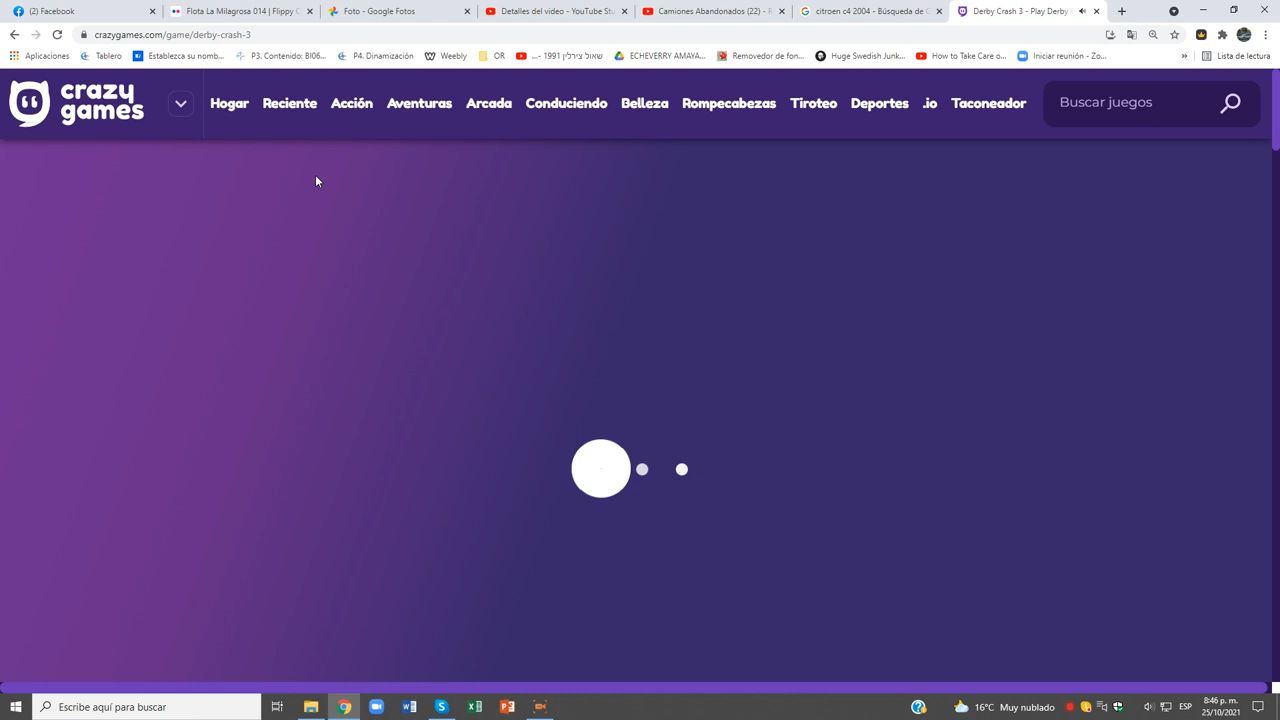 (2) Facebook
Flota La Milagrosa 014 | Flippy
Foto - Google Fotos
Detalles del video - YouTube Stu
Camiones Abandonados (22) -
citroen c4 2004 - Búsqueda de
Derby Crash 3 - Play Derby
crazygames.com/game/derby-crash-3
Aplicaciones
Tablero
Establezca su nomb...
P3. Contenido: BI06...
P4. Dinamización
Weebly
OR
שאול צירלין 1991 -...
ECHEVERRY AMAYA...
Removedor de fon...
Huge Swedish Junk...
How to Take Care o...
Iniciar reunión - Zo...
»
Lista de lectura
crazy
games
Hogar
Reciente
Acción
Aventuras
Arcada
Conduciendo
Belleza
Rompecabezas
Tiroteo
Deportes
.io
Taconeador
Buscar juegos
Escribe aquí para buscar
16°C Muy nublado
ESP
8:46 p. m.
25/10/2021